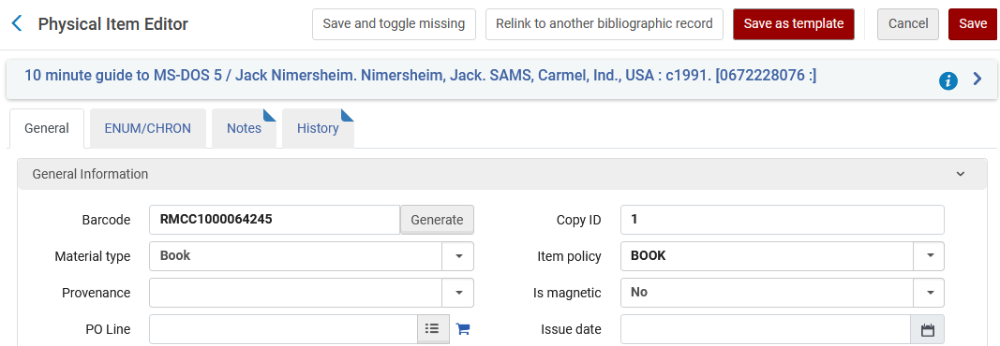 Physical Item Editor Save and toggle missing Relink to another bibliographic record Save as template Cancel Save
10 minute guide to MS-DOS 5 / Jack Nimersheim. Nimersheim, Jack. SAMS, Carmel, Ind., USA : c1991. [0672228076 :]
General ENUM/CHRON Notes History
General Information
Barcode RMCC1000064245 Generate Copy ID 1
Material type Book Item policy BOOK
Provenance Is magnetic No
PO Line Issue date